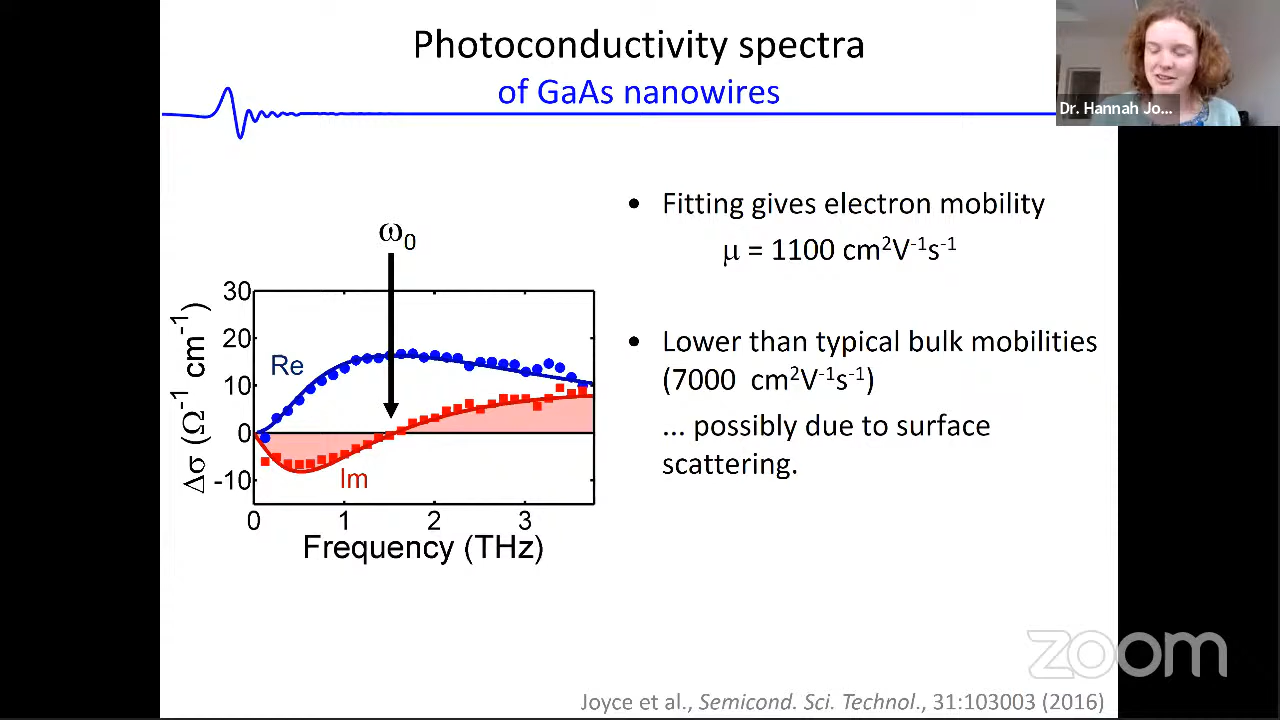 Photoconductivity spectra
of GaAs nanowires
Dr. Hannah Jo...
• Fitting gives electron mobility
μ = 1100 cm²V⁻¹s⁻¹
• Lower than typical bulk mobilities
(7000 cm²V⁻¹s⁻¹)
... possibly due to surface
scattering.
ω₀
Δσ (Ω⁻¹ cm⁻¹)
30
20
10
0
-10
Re
Im
0 1 2 3
Frequency (THz)
zoom
Joyce et al., Semicond. Sci. Technol., 31:103003 (2016)